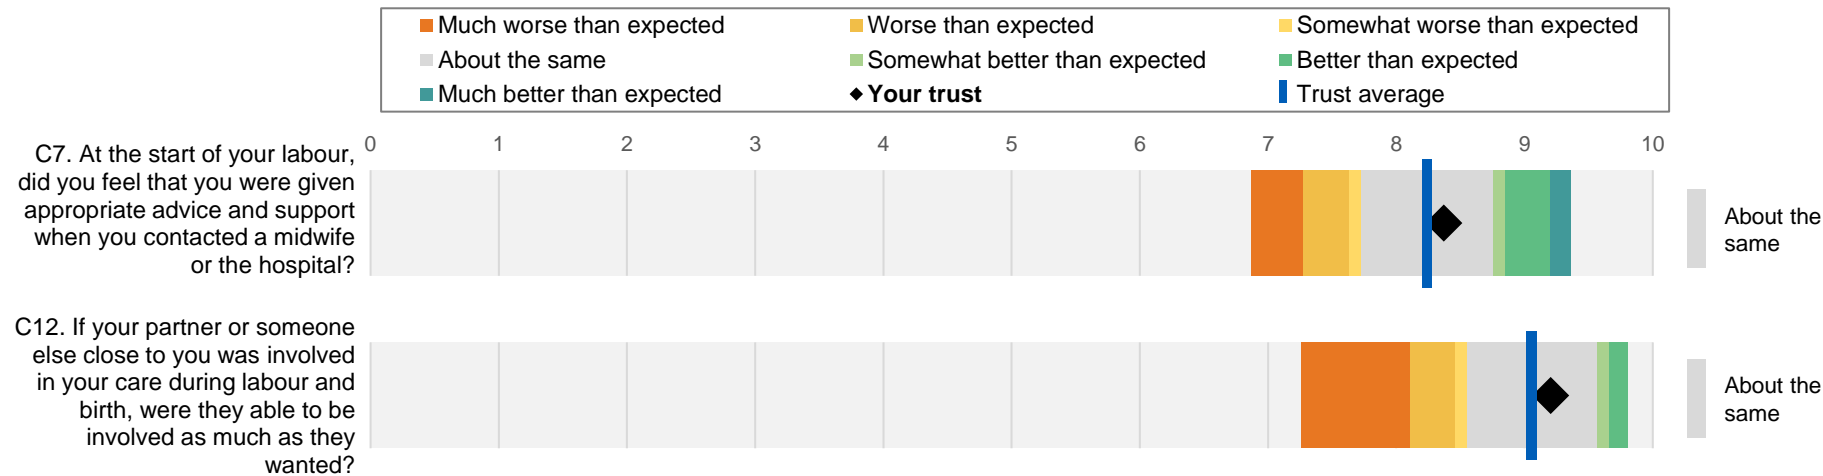 Much worse than expected
Worse than expected
Somewhat worse than expected
About the same
Somewhat better than expected
Better than expected
Much better than expected
Your trust
Trust average
0 1 2 3 4 5 6 7 8 9 10
C7. At the start of your labour,
did you feel that you were given
appropriate advice and support
when you contacted a midwife
or the hospital?
About the
same
C12. If your partner or someone
else close to you was involved
in your care during labour and
birth, were they able to be
involved as much as they
wanted?
About the
same